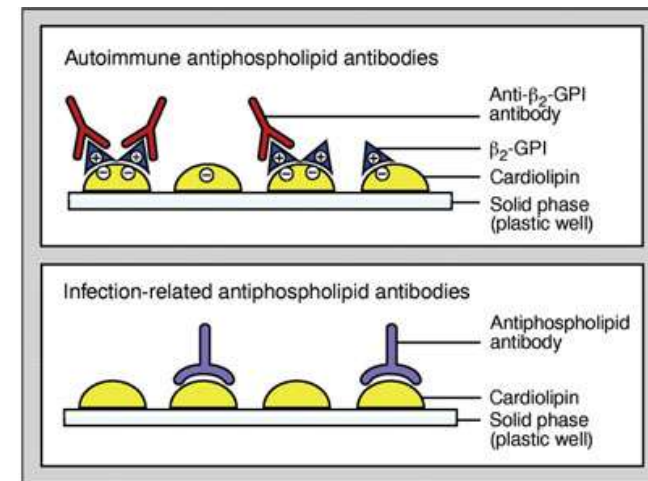 Autoimmune antiphospholipid antibodies
Anti-β₂-GPI
antibody
β₂-GPI
Cardiolipin
Solid phase
(plastic well)
+ + + + +
− − − − − −
Infection-related antiphospholipid antibodies
Antiphospholipid
antibody
Cardiolipin
Solid phase
(plastic well)